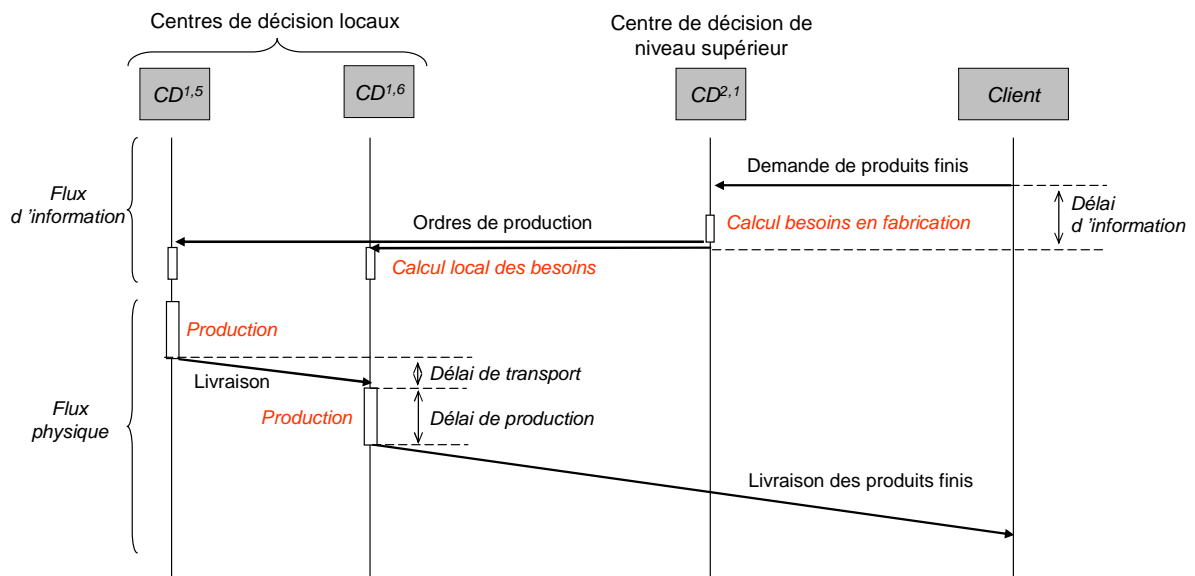 Centres de décision locaux
Centre de décision de
niveau supérieur
CD1,5
CD1,6
CD2,1
Client
Flux
d ’information
Demande de produits finis
Délai
d ’information
Ordres de production
Calcul besoins en fabrication
Calcul local des besoins
Production
Livraison
Délai de transport
Flux
physique
Production
Délai de production
Livraison des produits finis